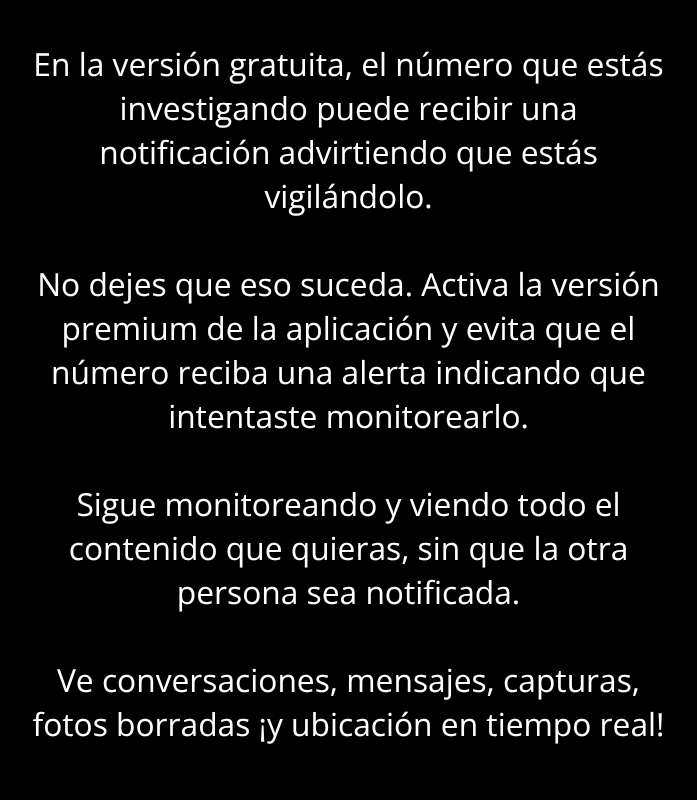 En la versión gratuita, el número que estás
investigando puede recibir una
notificación advirtiendo que estás
vigilándolo.
No dejes que eso suceda. Activa la versión
premium de la aplicación y evita que el
número reciba una alerta indicando que
intentaste monitorearlo.
Sigue monitoreando y viendo todo el
contenido que quieras, sin que la otra
persona sea notificada.
Ve conversaciones, mensajes, capturas,
fotos borradas ¡y ubicación en tiempo real!